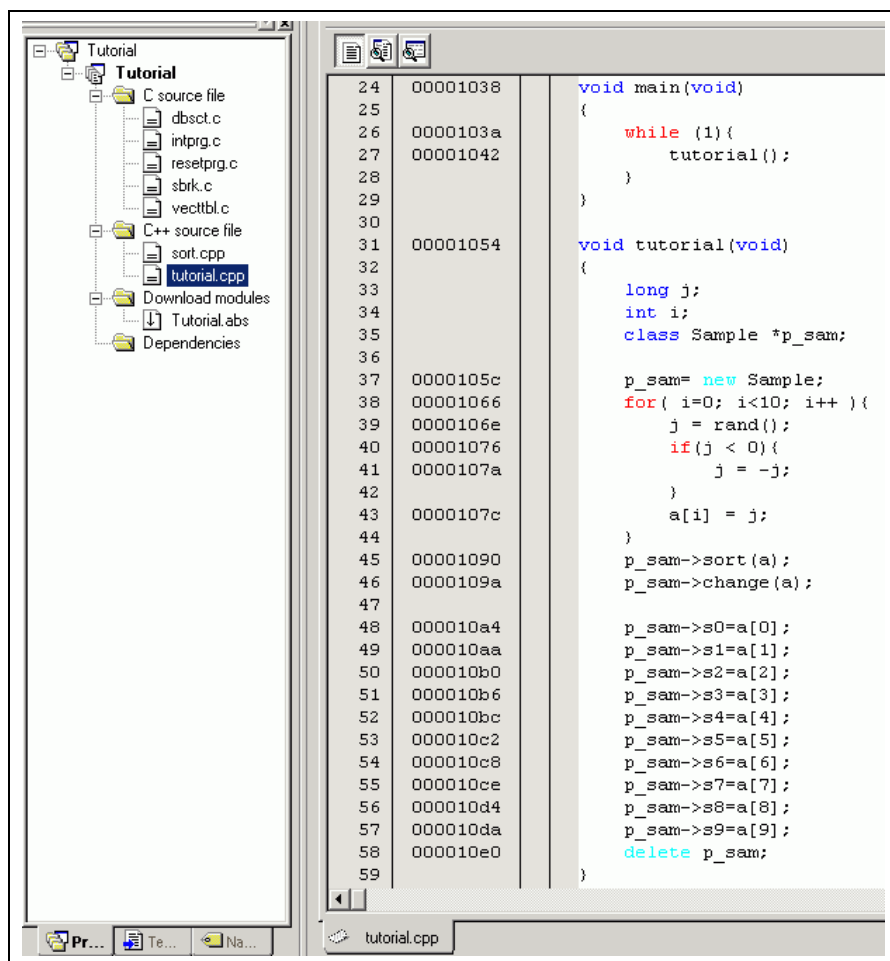 Tutorial
Tutorial
C source file
dbsct.c
intprg.c
resetprg.c
sbrk.c
vecttbl.c
C++ source file
sort.cpp
tutorial.cpp
Download modules
Tutorial.abs
Dependencies
Pr...
Te...
Na...
24 00001038 void main(void)
25 {
26 0000103a while (1){
27 00001042 tutorial();
28 }
29 }
30
31 00001054 void tutorial(void)
32 {
33 long j;
34 int i;
35 class Sample *p_sam;
36
37 0000105c p_sam= new Sample;
38 00001066 for( i=0; i<10; i++ ){
39 0000106e j = rand();
40 00001076 if(j < 0){
41 0000107a j = -j;
42 }
43 0000107c a[i] = j;
44 }
45 00001090 p_sam->sort(a);
46 0000109a p_sam->change(a);
47
48 000010a4 p_sam->s0=a[0];
49 000010aa p_sam->s1=a[1];
50 000010b0 p_sam->s2=a[2];
51 000010b6 p_sam->s3=a[3];
52 000010bc p_sam->s4=a[4];
53 000010c2 p_sam->s5=a[5];
54 000010c8 p_sam->s6=a[6];
55 000010ce p_sam->s7=a[7];
56 000010d4 p_sam->s8=a[8];
57 000010da p_sam->s9=a[9];
58 000010e0 delete p_sam;
59 }
tutorial.cpp